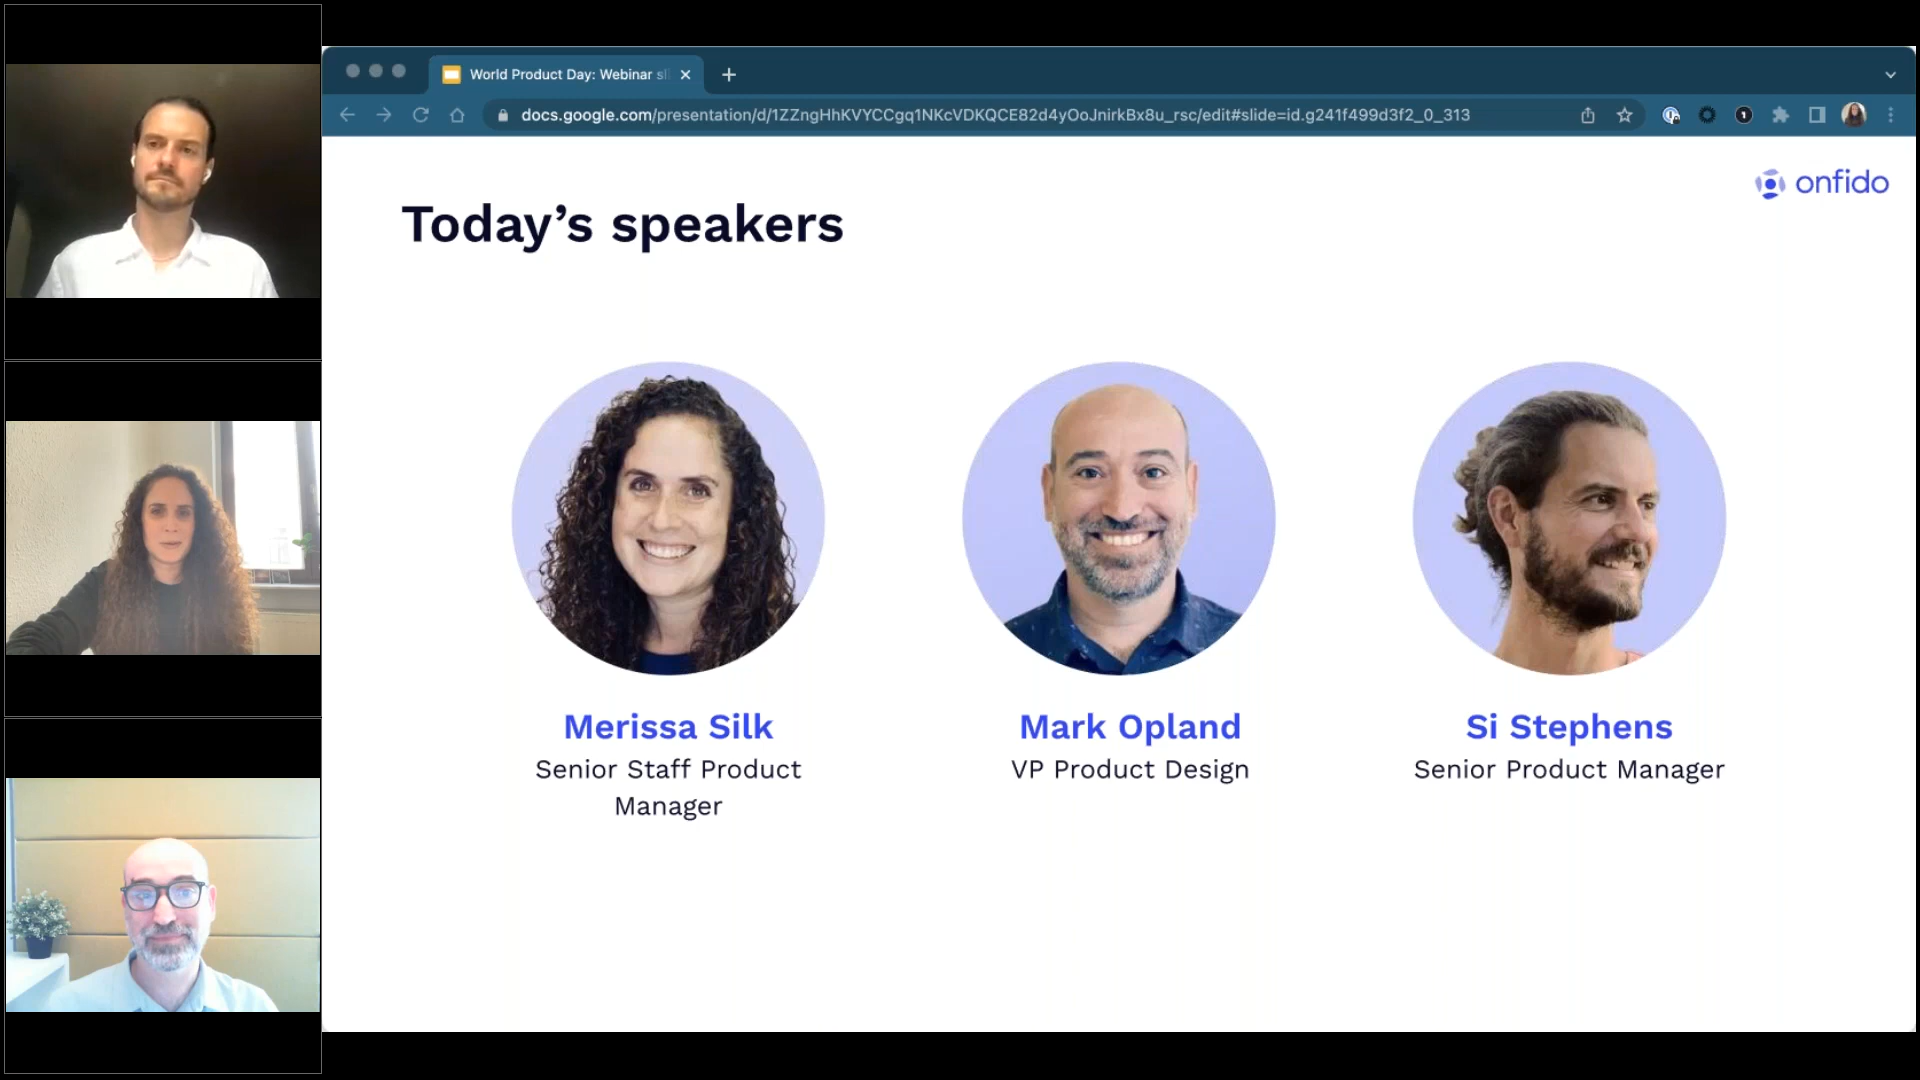 World Product Day: Webinar sl
docs.google.com/presentation/d/1ZZngHhKVYCCgq1NKcVDKQCE82d4yOoJnirkBx8u_rsc/edit#slide=id.g241f499d3f2_0_313
1
onfido
Today’s speakers
Merissa Silk
Senior Staff Product
Manager
Mark Opland
VP Product Design
Si Stephens
Senior Product Manager